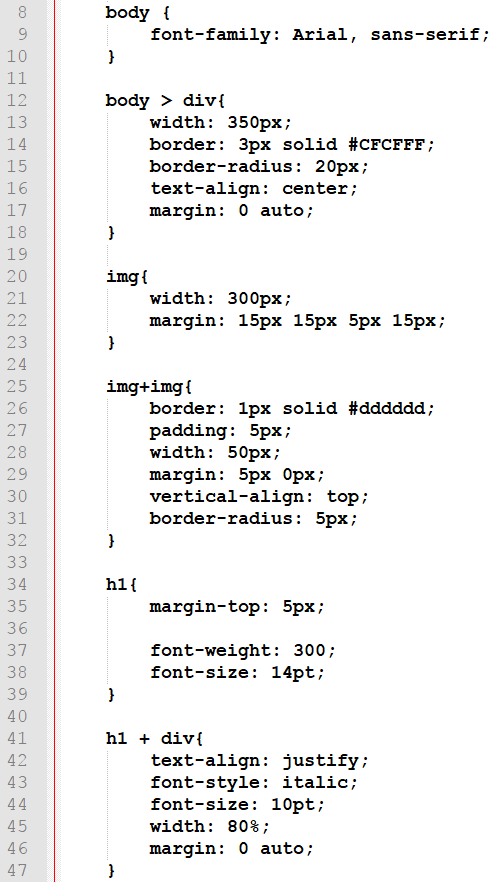 8 body {
9 font-family: Arial, sans-serif;
10 }
11
12 body > div{
13 width: 350px;
14 border: 3px solid #CFCFFF;
15 border-radius: 20px;
16 text-align: center;
17 margin: 0 auto;
18 }
19
20 img{
21 width: 300px;
22 margin: 15px 15px 5px 15px;
23 }
24
25 img+img{
26 border: 1px solid #dddddd;
27 padding: 5px;
28 width: 50px;
29 margin: 5px 0px;
30 vertical-align: top;
31 border-radius: 5px;
32 }
33
34 h1{
35 margin-top: 5px;
36
37 font-weight: 300;
38 font-size: 14pt;
39 }
40
41 h1 + div{
42 text-align: justify;
43 font-style: italic;
44 font-size: 10pt;
45 width: 80%;
46 margin: 0 auto;
47 }